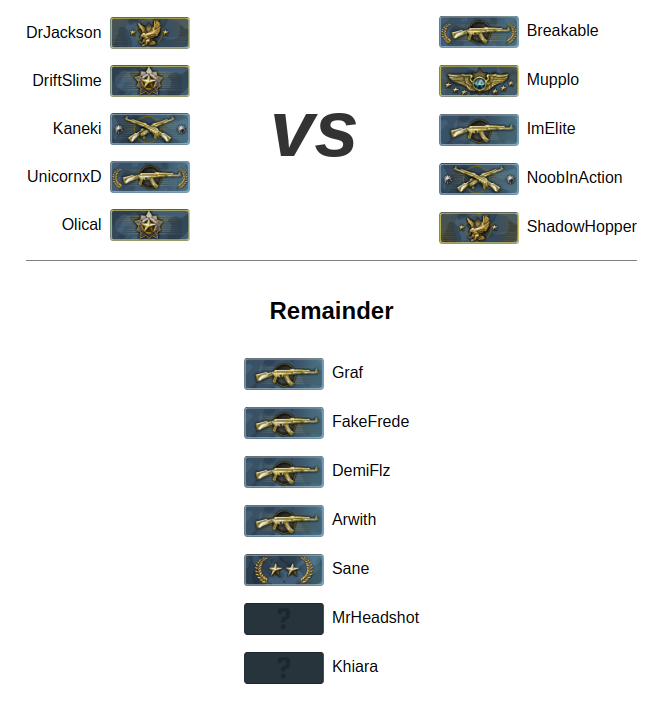 DrJackson
DriftSlime
Kaneki
UnicornxD
Olical
VS
Breakable
Mupplo
ImElite
NoobInAction
ShadowHopper
Remainder
Graf
FakeFrede
DemiFlz
Arwith
Sane
? MrHeadshot
? Khiara